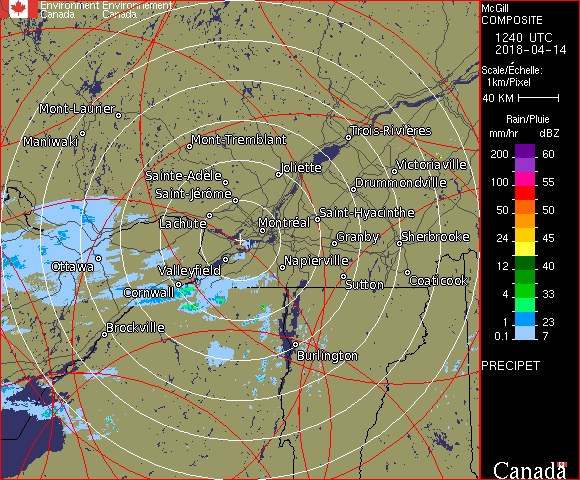 Environment Environnement
Canada Canada
McGill
COMPOSITE
1240 UTC
2018-04-14
Scale/Échelle:
1km/Pixel
40 KM
Rain/Pluie
mm/hr dBZ
200 60
100 55
50 50
24 45
12 40
4 33
1 23
0.1 7
PRECIPET
Canada
Mont-Laurier
Maniwaki
Mont-Tremblant
Trois-Rivières
Sainte-Adèle
Joliette
Victoriaville
Saint-Jérôme
Drummondville
Lachute
Montréal
Saint-Hyacinthe
Granby
Sherbrooke
Ottawa
Valleyfield
Napierville
Cornwall
Sutton
Coaticook
Brockville
Burlington